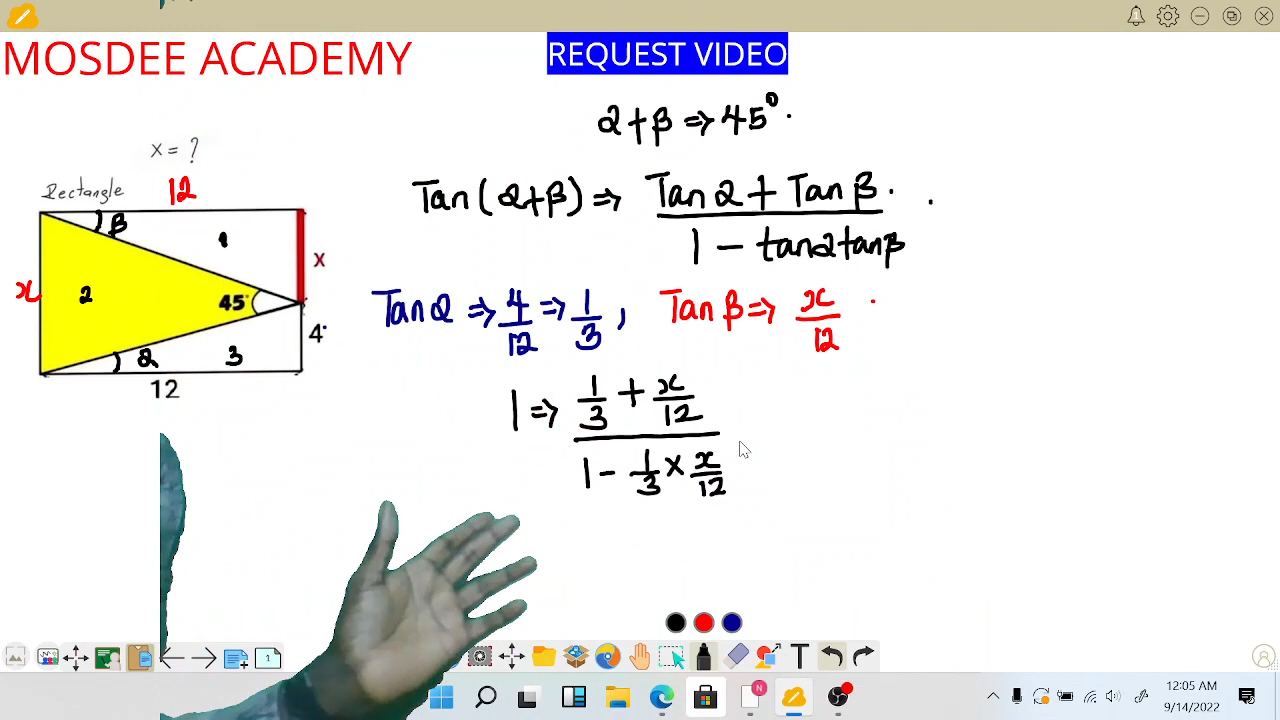 MOSDEE ACADEMY
REQUEST VIDEO
α+β ⇒ 45°.
x = ?
Rectangle
12
Tan(α+β) ⇒ Tanα + Tanβ. / 1 - tanαtanβ .
β
1
x
x
2
45°
4
α
3
12
Tanα ⇒ 4/12 ⇒ 1/3 , Tanβ ⇒ x/12 .
1 ⇒ 1/3 + x/12 / 1 - 1/3 × x/12
1
T
N
12:05 AM
9/14/2022